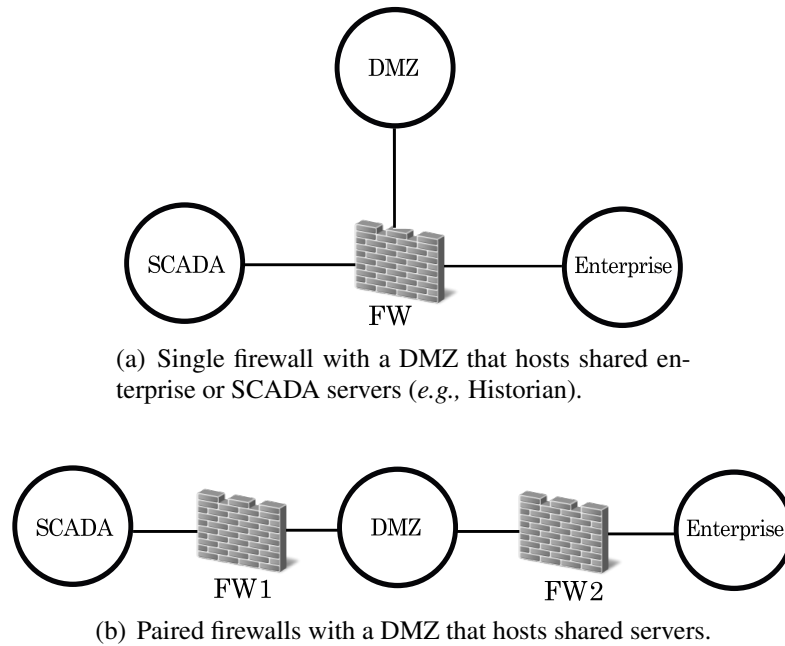 DMZ
SCADA
Enterprise
FW
(a) Single firewall with a DMZ that hosts shared en-
terprise or SCADA servers (e.g., Historian).
SCADA
DMZ
Enterprise
FW1
FW2
(b) Paired firewalls with a DMZ that hosts shared servers.